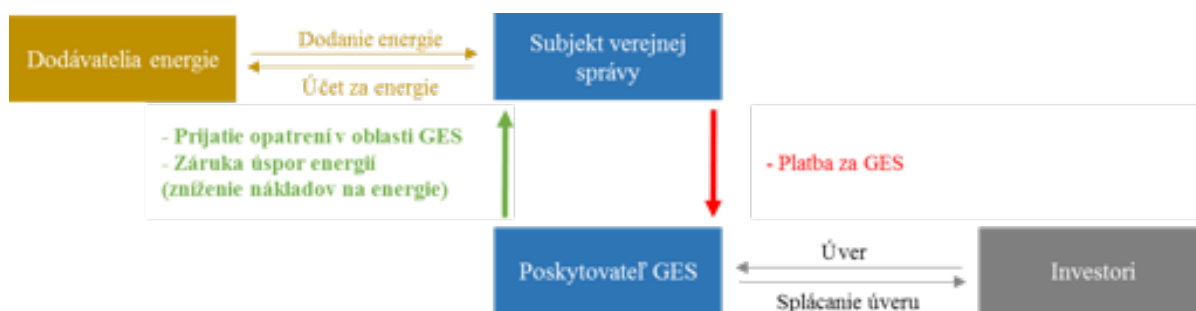 Dodávatelia energie
Dodanie energie
Účet za energie
Subjekt verejnej
správy
- Prijatie opatrení v oblasti GES
- Záruka úspor energií
(zníženie nákladov na energie)
- Platba za GES
Poskytovateľ GES
Úver
Splácanie úveru
Investori